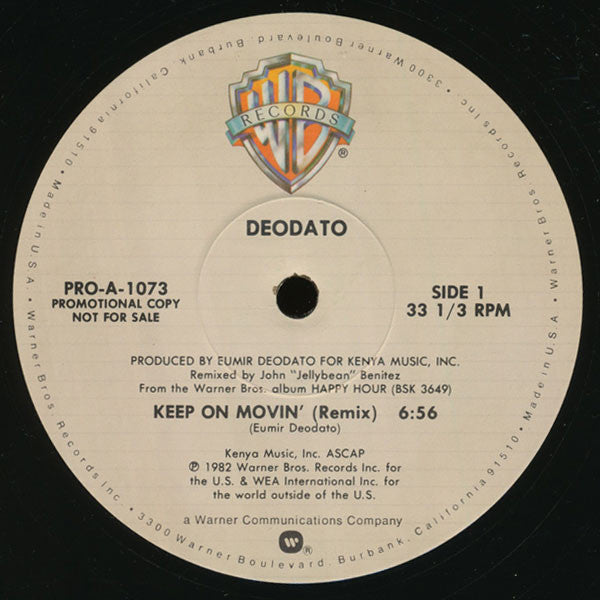 WB
RECORDS
®
DEODATO
PRO-A-1073
PROMOTIONAL COPY
NOT FOR SALE
SIDE 1
33 1/3 RPM
PRODUCED BY EUMIR DEODATO FOR KENYA MUSIC, INC.
Remixed by John "Jellybean" Benitez
From the Warner Bros. album HAPPY HOUR (BSK 3649)
KEEP ON MOVIN' (Remix) 6:56
(Eumir Deodato)
Kenya Music, Inc. ASCAP
℗ 1982 Warner Bros. Records Inc. for
the U.S. & WEA International Inc. for
the world outside of the U.S.
a Warner Communications Company
®
• Made in U.S.A. • Warner Bros. Records Inc. • 3300 Warner Boulevard, Burbank, California 91510 • Made in U.S.A. • Warner Bros. Records Inc. • 3300 Warner Boulevard, Burbank, California 91510